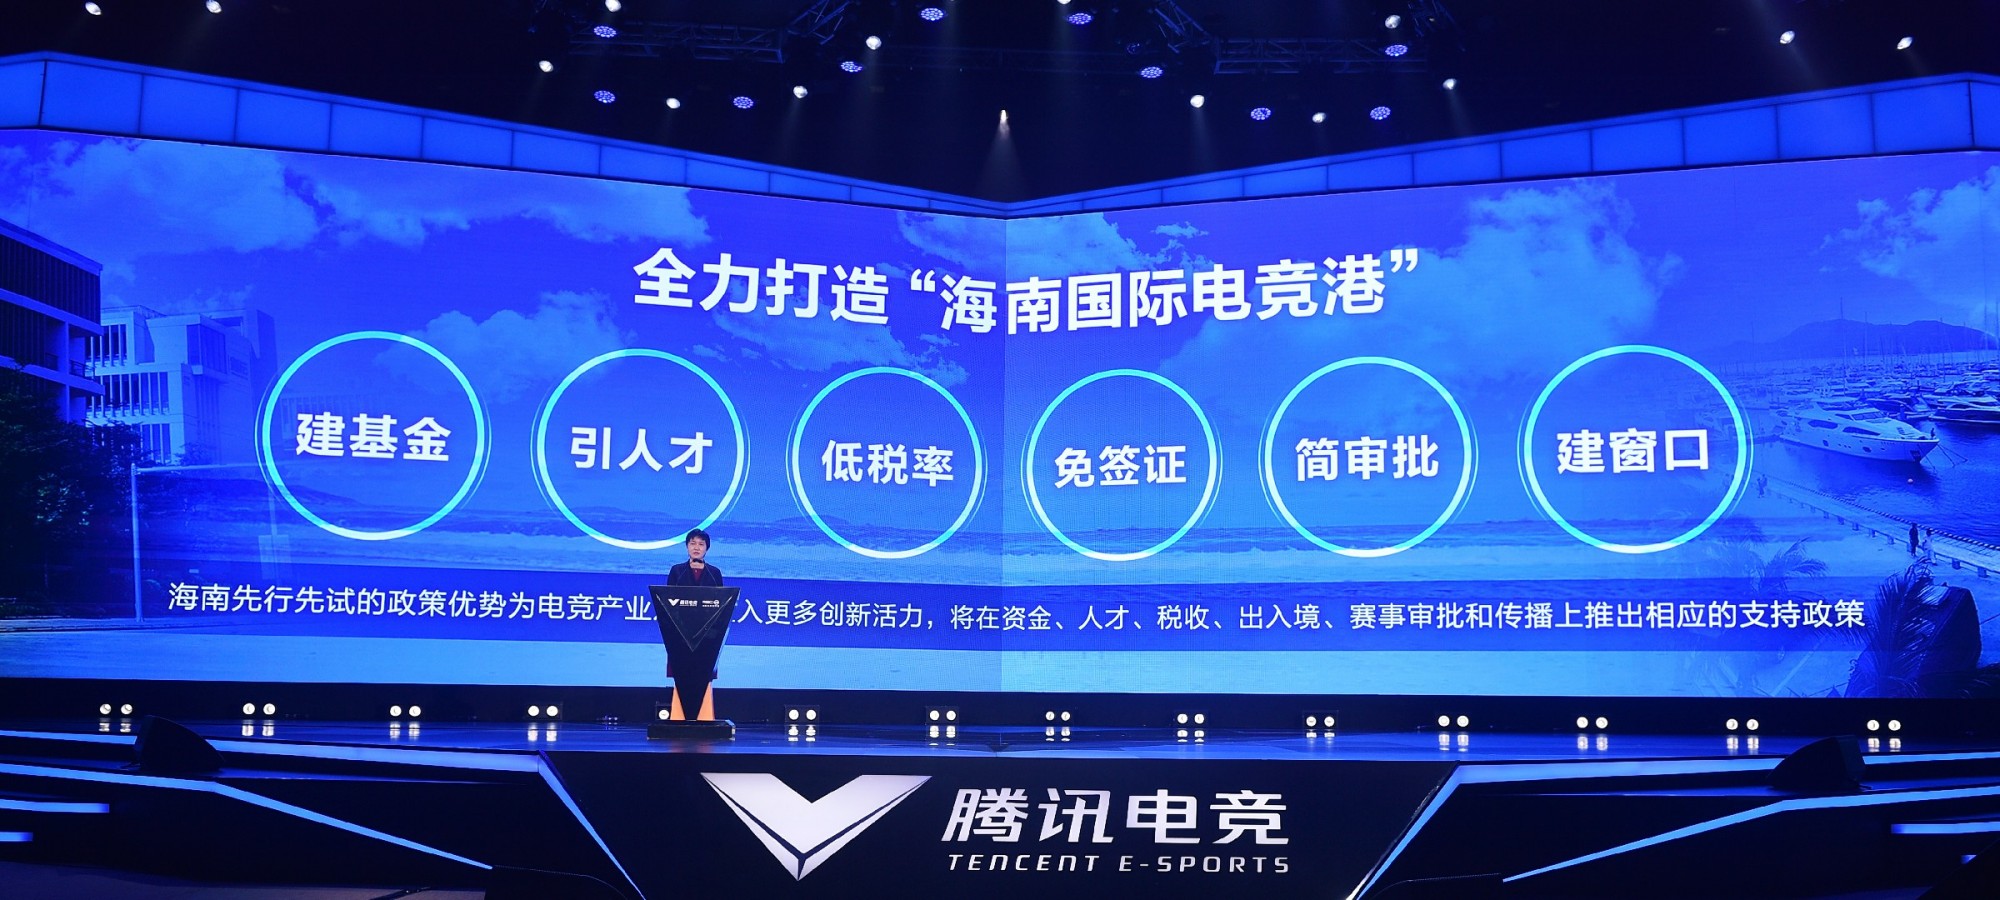 全力打造“海南国际电竞港”
建基金
引人才
低税率
免签证
简审批
建窗口
海南先行先试的政策优势为电竞产业 入更多创新活力，将在资金、人才、税收、出入境、赛事审批和传播上推出相应的支持政策
腾讯电竞
腾讯电竞
TENCENT E-SPORTS